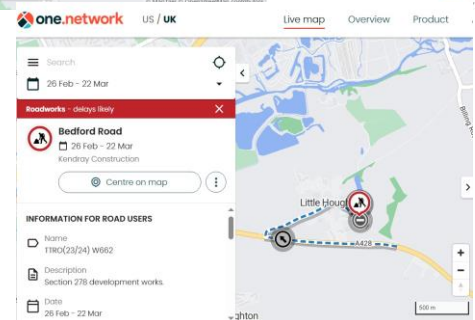 one.network
US / UK
Live map
Overview
Product
Search
26 Feb - 22 Mar
Roadworks - delays likely
X
Bedford Road
26 Feb - 22 Mar
Kendray Construction
Centre on map
INFORMATION FOR ROAD USERS
Name
TTRO(23/24) W662
Description
Section 278 development works.
Date
26 Feb - 22 Mar
Little Hough
A428
Billing
ghton
500 m